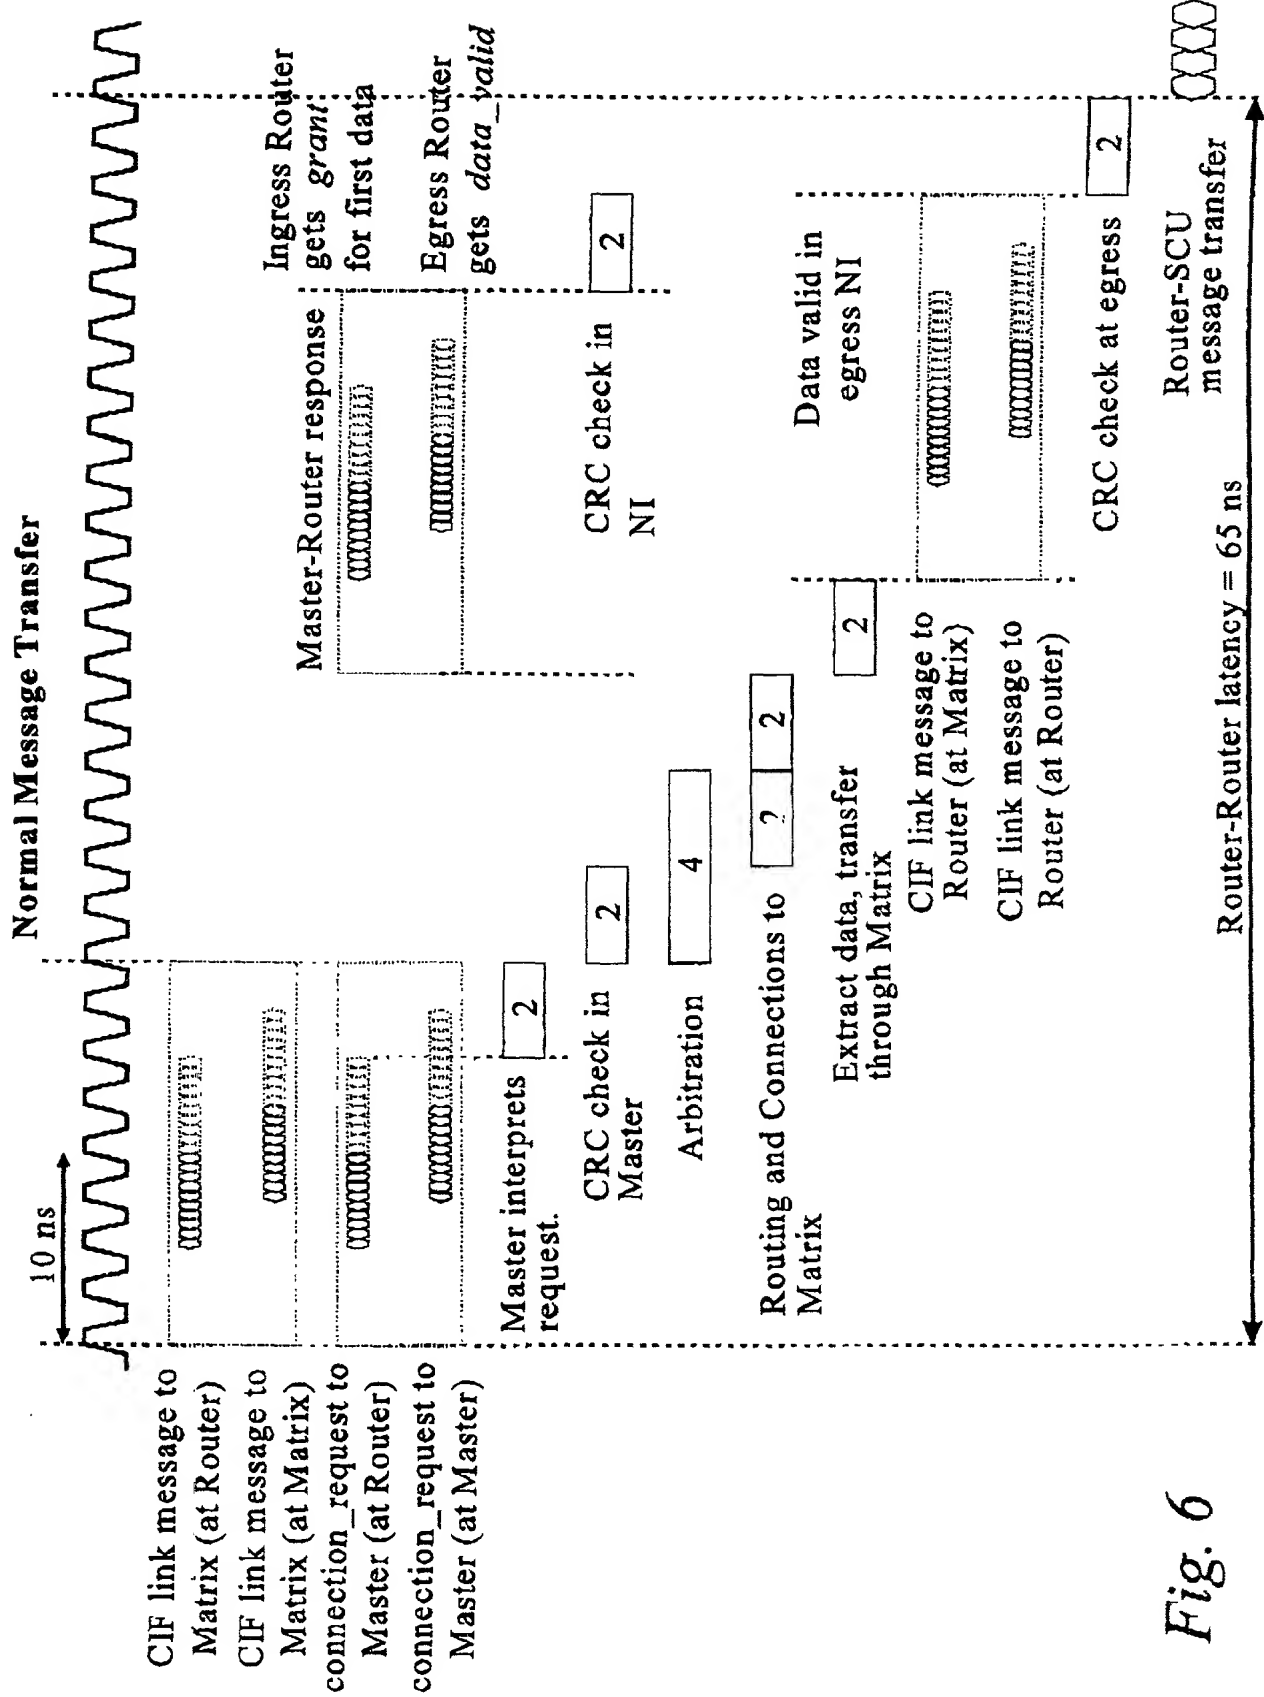 Normal Message Transfer
10 ns
CIF link message to
Matrix (at Router)
CIF link message to
Matrix (at Matrix)
connection_request to
Master (at Router)
connection_request to
Master (at Master)
Master-Router response
Ingress Router
gets grant
for first data
Egress Router
gets data_valid
Master interprets
request.
2
CRC check in
Master
2
CRC check in
NI
2
Arbitration
4
Routing and Connections to
Matrix
2
2
Extract data, transfer
through Matrix
2
Data valid in
egress NI
CIF link message to
Router (at Matrix)
CIF link message to
Router (at Router)
CRC check at egress
2
Router-SCU
message transfer
Router-Router latency = 65 ns
Fig. 6